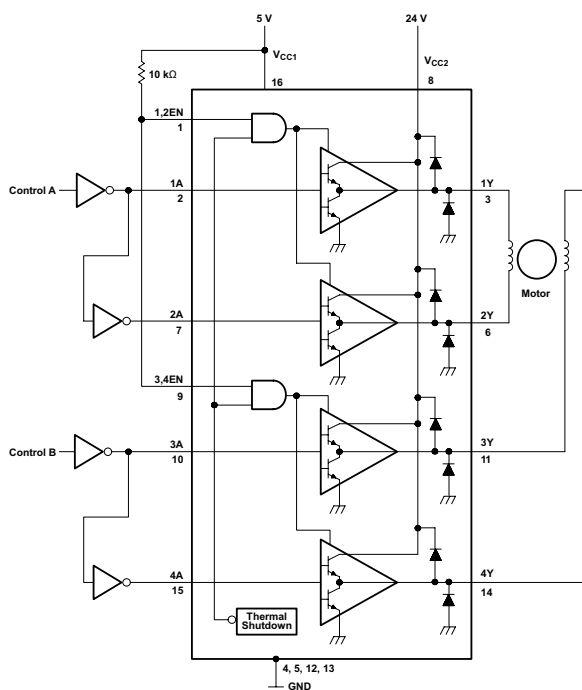 5 V
24 V
10 kΩ
VCC1
16
VCC2
8
1,2EN
1
Control A
1A
2
1Y
3
Motor
2A
7
2Y
6
3,4EN
9
Control B
3A
10
3Y
11
4A
15
4Y
14
Thermal
Shutdown
4, 5, 12, 13
GND